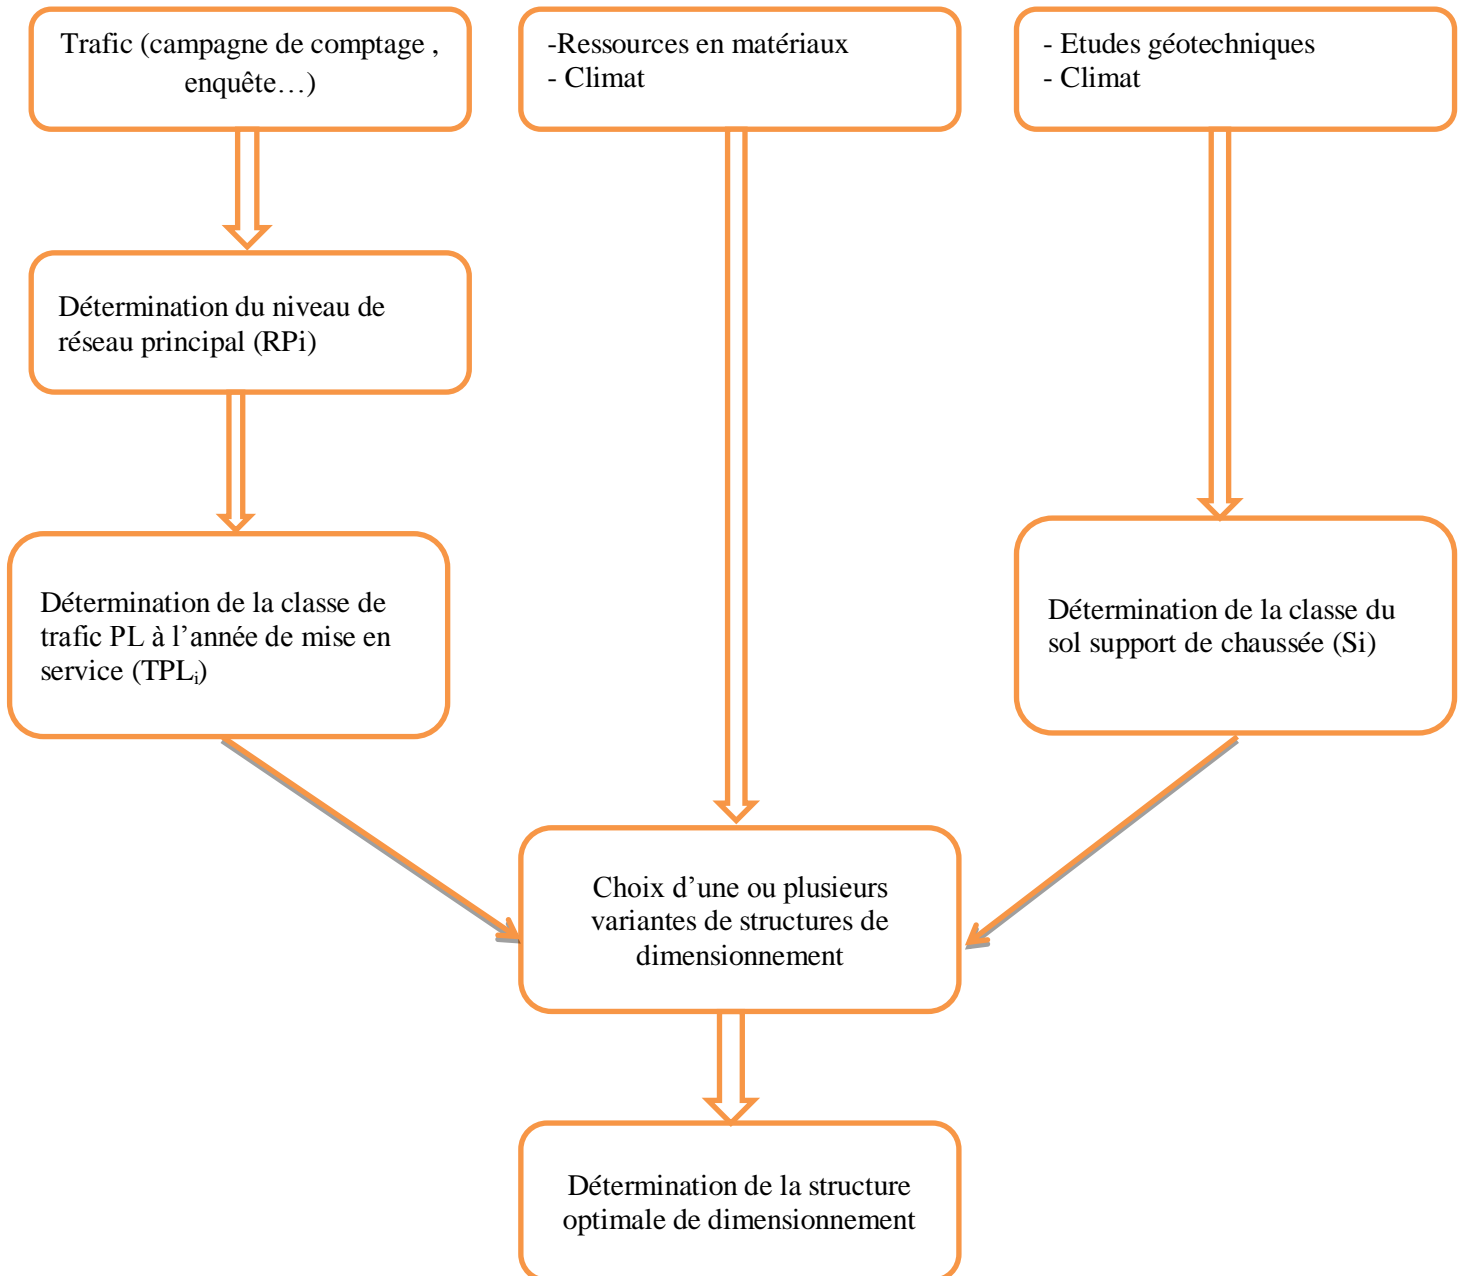 Trafic (campagne de comptage ,
enquête…)
-Ressources en matériaux
- Climat
- Etudes géotechniques
- Climat
Détermination du niveau de
réseau principal (RPi)
Détermination de la classe de
trafic PL à l’année de mise en
service (TPLi)
Détermination de la classe du
sol support de chaussée (Si)
Choix d’une ou plusieurs
variantes de structures de
dimensionnement
Détermination de la structure
optimale de dimensionnement